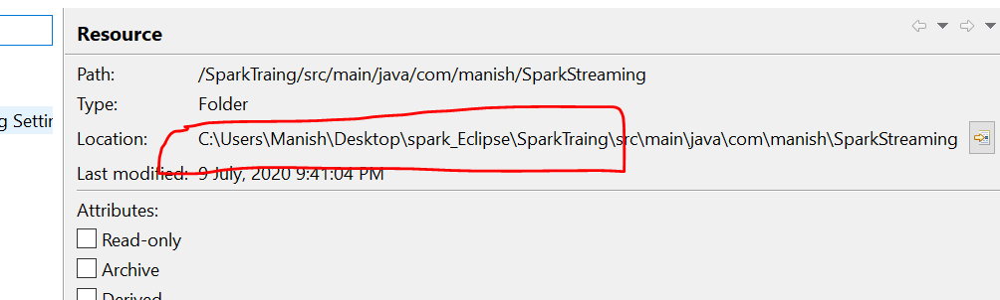 Resource
Path: /SparkTraing/src/main/java/com/manish/SparkStreaming
Type: Folder
g Settin
Location: C:\Users\Manish\Desktop\spark_Eclipse\SparkTraing\src\main\java\com\manish\SparkStreaming
Last modified: 9 July, 2020 9:41:04 PM
Attributes:
Read-only
Archive
Derived